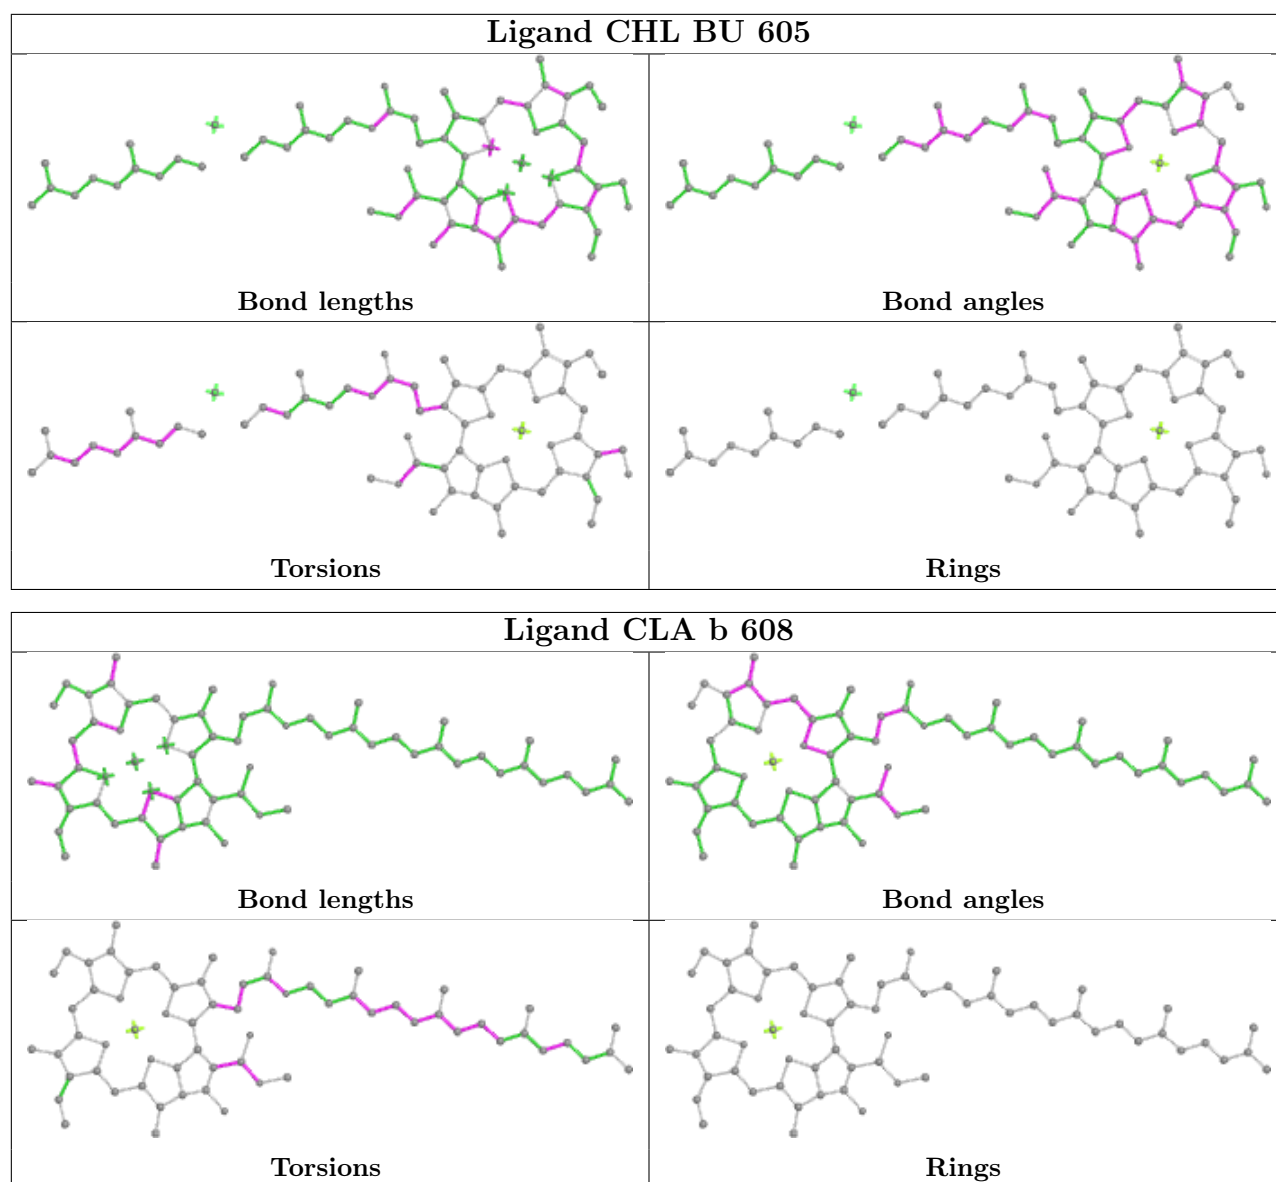 Ligand CHL BU 605
Bond lengths
Bond angles
Torsions
Rings
Ligand CLA b 608
Bond lengths
Bond angles
Torsions
Rings